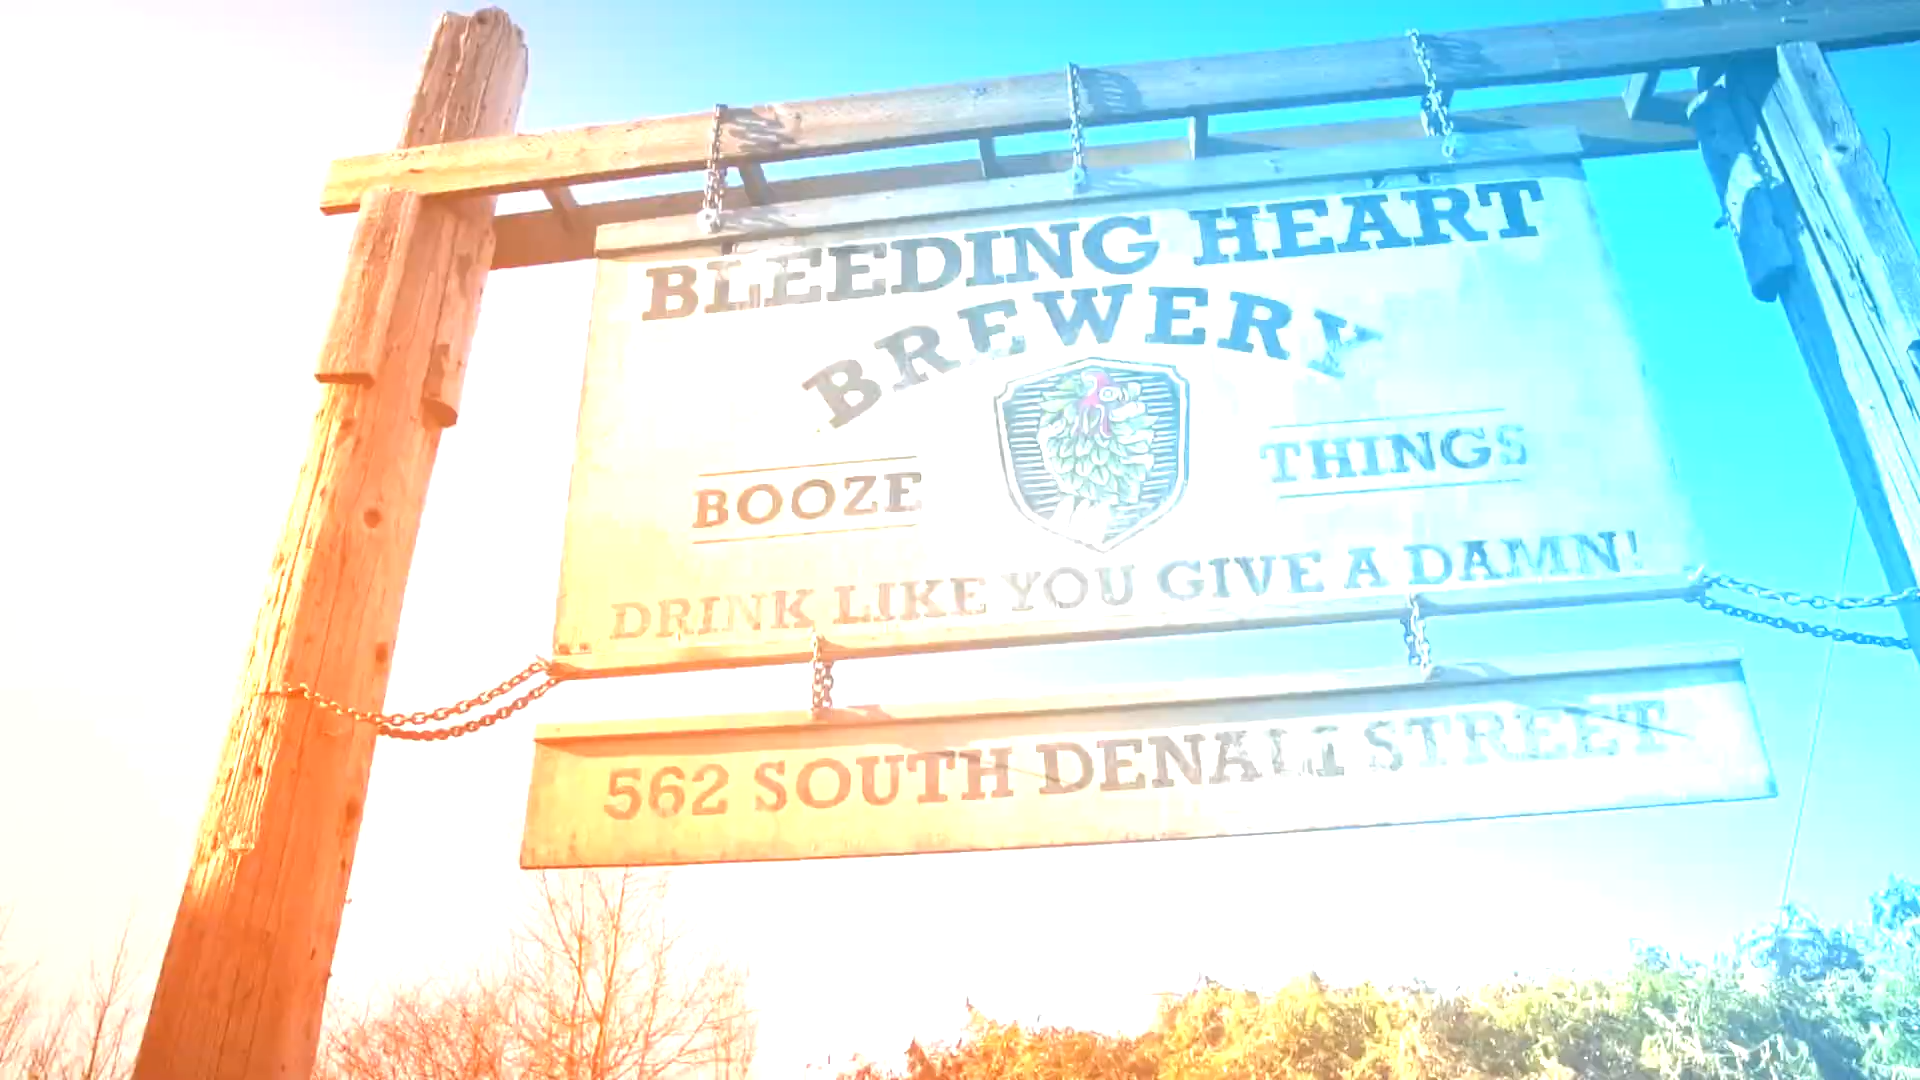 BLEEDING HEART
BREWERY
BOOZE THINGS
DRINK LIKE YOU GIVE A DAMN!
562 SOUTH DENALI STREET